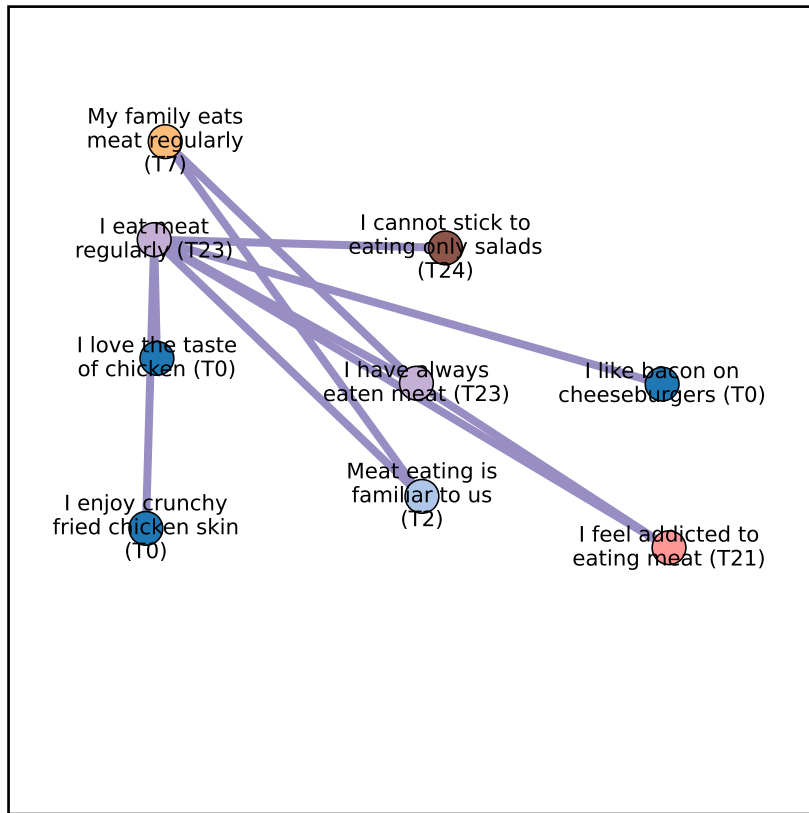 My family eats
meat regularly
(T7)
I eat meat
regularly (T23)
I cannot stick to
eating only salads
(T24)
I love the taste
of chicken (T0)
I have always
eaten meat (T23)
I like bacon on
cheeseburgers (T0)
Meat eating is
familiar to us
(T2)
I enjoy crunchy
fried chicken skin
(T0)
I feel addicted to
eating meat (T21)